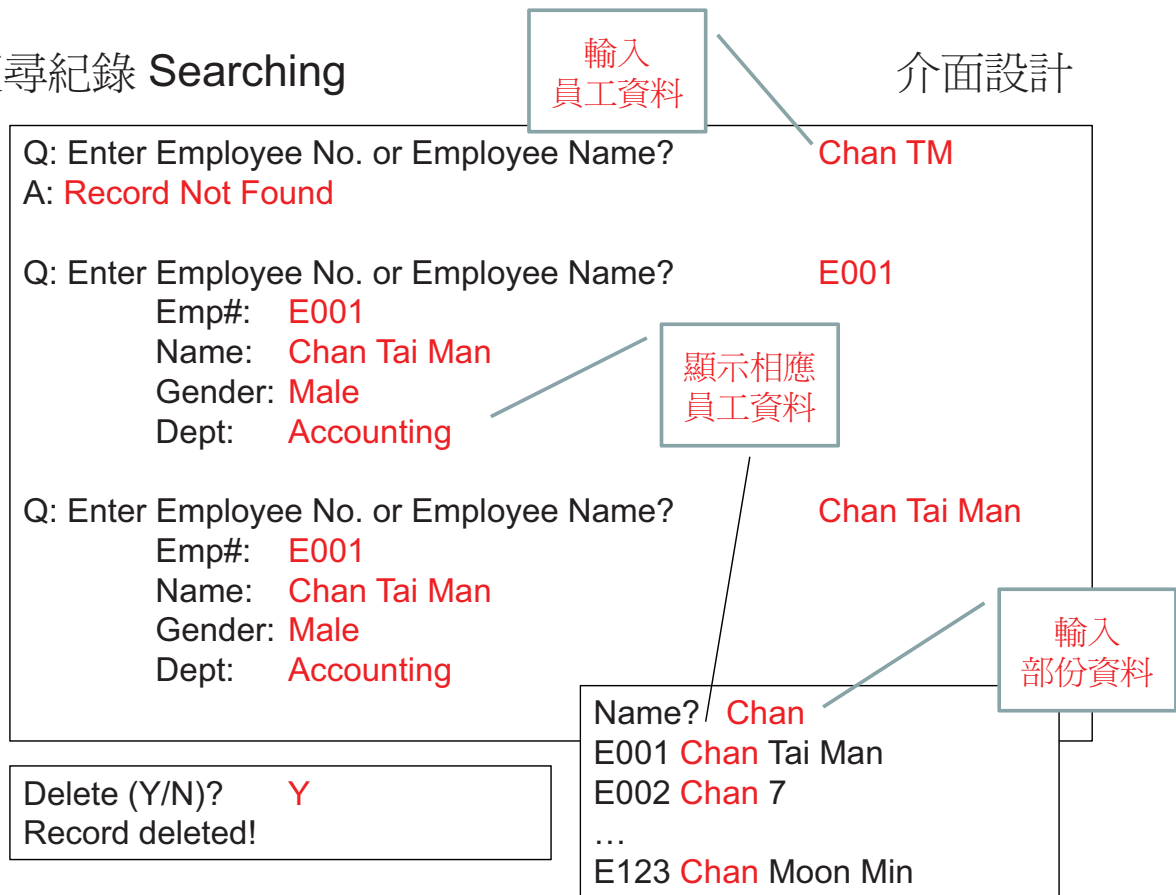 尋紀錄 Searching
介面設計
輸入
員工資料
Q: Enter Employee No. or Employee Name? Chan TM
A: Record Not Found
Q: Enter Employee No. or Employee Name? E001
Emp#: E001
Name: Chan Tai Man
Gender: Male
Dept: Accounting
顯示相應
員工資料
Q: Enter Employee No. or Employee Name? Chan Tai Man
Emp#: E001
Name: Chan Tai Man
Gender: Male
Dept: Accounting
輸入
部份資料
Name? Chan
E001 Chan Tai Man
E002 Chan 7
…
E123 Chan Moon Min
Delete (Y/N)? Y
Record deleted!